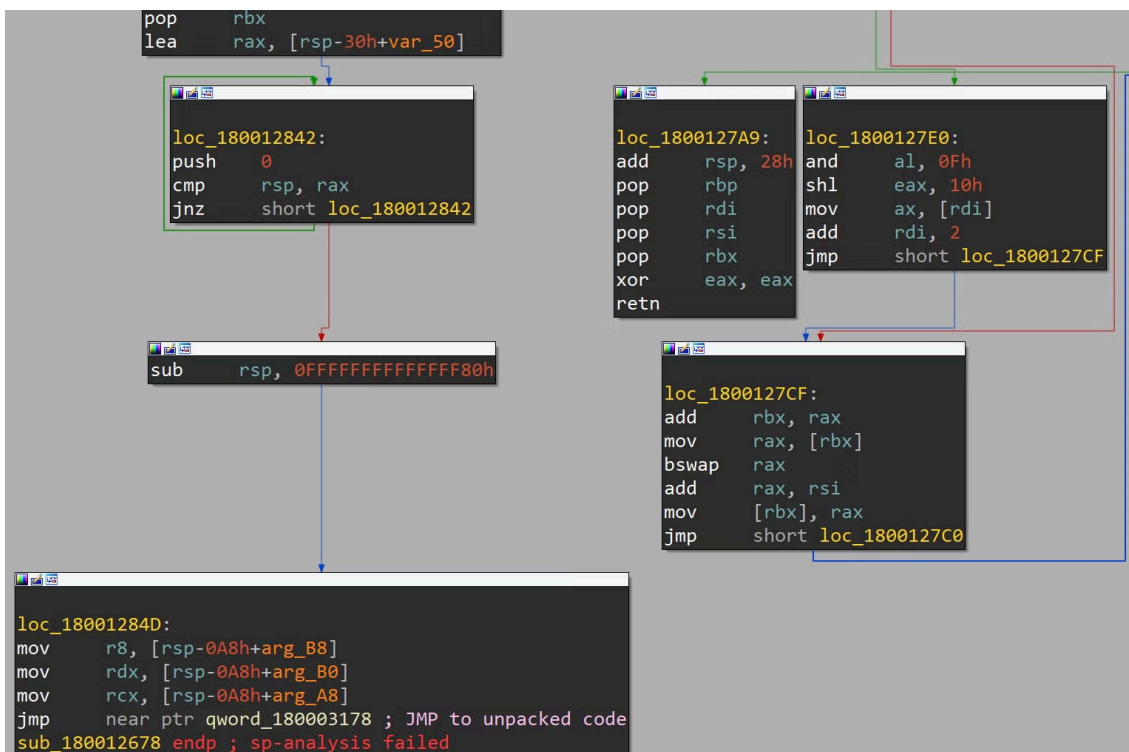 pop rbx
lea rax, [rsp-30h+var_50]
loc_180012842:
push 0
cmp rsp, rax
jnz short loc_180012842
sub rsp, 0FFFFFFFFFFFFFF80h
loc_18001284D:
mov r8, [rsp-0A8h+arg_B8]
mov rdx, [rsp-0A8h+arg_B0]
mov rcx, [rsp-0A8h+arg_A8]
jmp near ptr qword_180003178 ; JMP to unpacked code
sub_180012678 endp ; sp-analysis failed
loc_1800127A9:
add rsp, 28h
pop rbp
pop rdi
pop rsi
pop rbx
xor eax, eax
retn
loc_1800127E0:
and al, 0Fh
shl eax, 10h
mov ax, [rdi]
add rdi, 2
jmp short loc_1800127CF
loc_1800127CF:
add rbx, rax
mov rax, [rbx]
bswap rax
add rax, rsi
mov [rbx], rax
jmp short loc_1800127C0